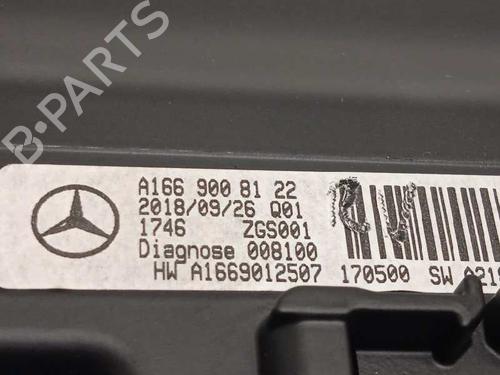 B-PARTS
A166 900 81 22
2018/09/26 Q01
1746 ZGS001
Diagnose 008100
HW A1669012507 170500 SW